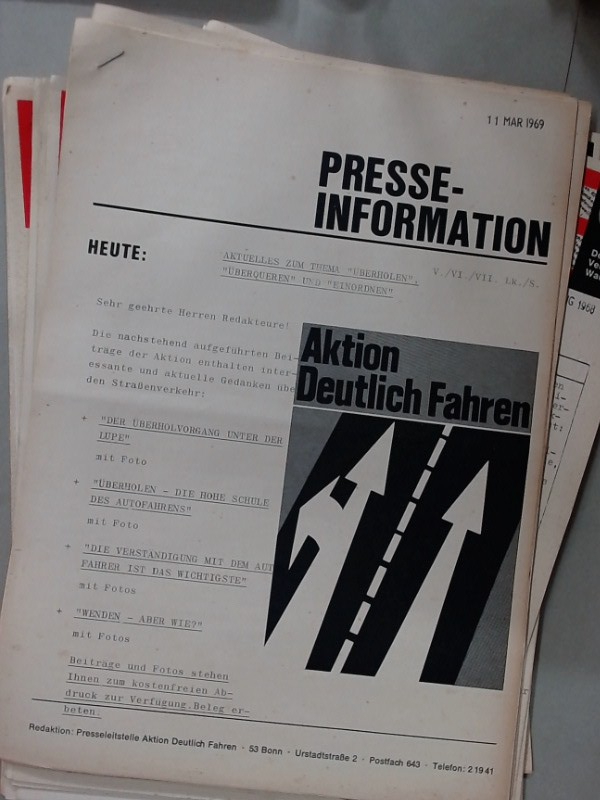 11 MAR 1969
PRESSE-
INFORMATION
HEUTE:
AKTUELLES ZUM THEMA "ÜBERHOLEN",
"ÜBERQUEREN" UND "EINORDNEN"
V./VI./VII. Lk./S.
Sehr geehrte Herren Redakteure!
Die nachstehend aufgeführten Bei-
träge der Aktion enthalten inter-
essante und aktuelle Gedanken übe
den Straßenverkehr:
Aktion
Deutlich Fahren
+ "DER ÜBERHOLVORGANG UNTER DER
LUPE"
mit Foto
+ "ÜBERHOLEN - DIE HOHE SCHULE
DES AUTOFAHRENS"
mit Foto
+ "DIE VERSTÄNDIGUNG MIT DEM AUT
FAHRER IST DAS WICHTIGSTE"
mit Fotos
+ "WENDEN - ABER WIE?"
mit Fotos
Beiträge und Fotos stehen
Ihnen zum kostenfreien Ab-
druck zur Verfügung.Beleg er-
beten.
Redaktion: Presseleitstelle Aktion Deutlich Fahren · 53 Bonn · Urstadtstraße 2 · Postfach 643 · Telefon: 2 19 41
G 1968